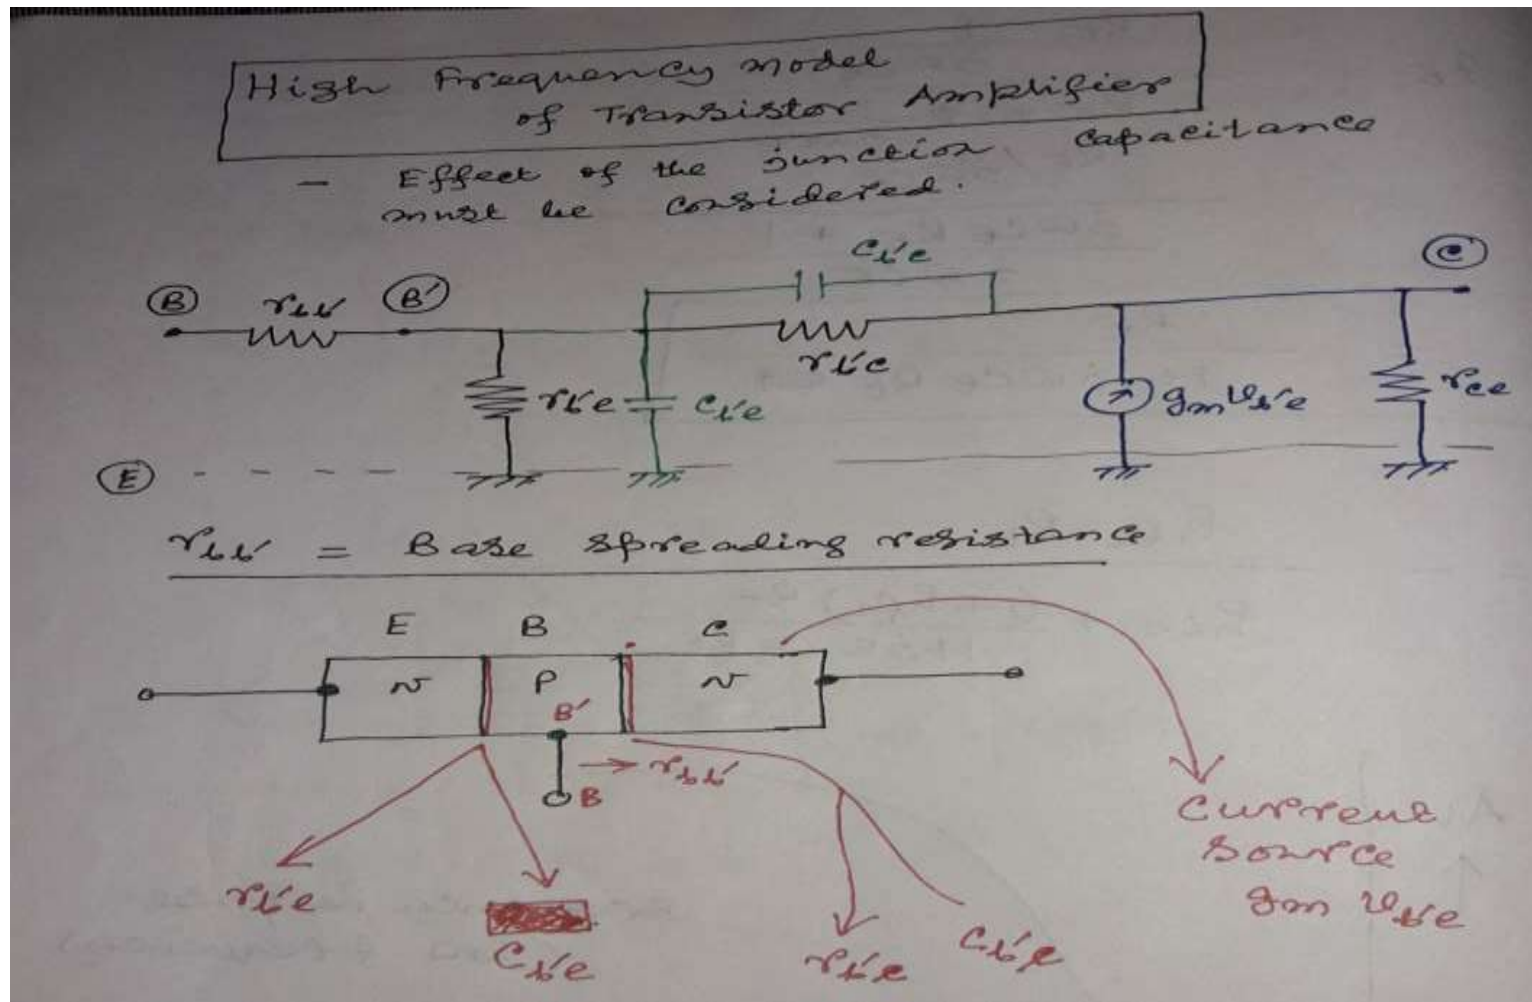 High Frequency model
of Transistor Amplifier
- Effect of the junction capacitance
must be considered.
C
Cb'e
B
rbb'
B'
rb'c
rb'e
Cb'e
gmVb'e
rce
E
rbb' = Base spreading resistance
E B C
N P N
B'
rbb'
B
Current
source
gm Vb'e
rb'e
Cb'e
rb'e
Cb'e